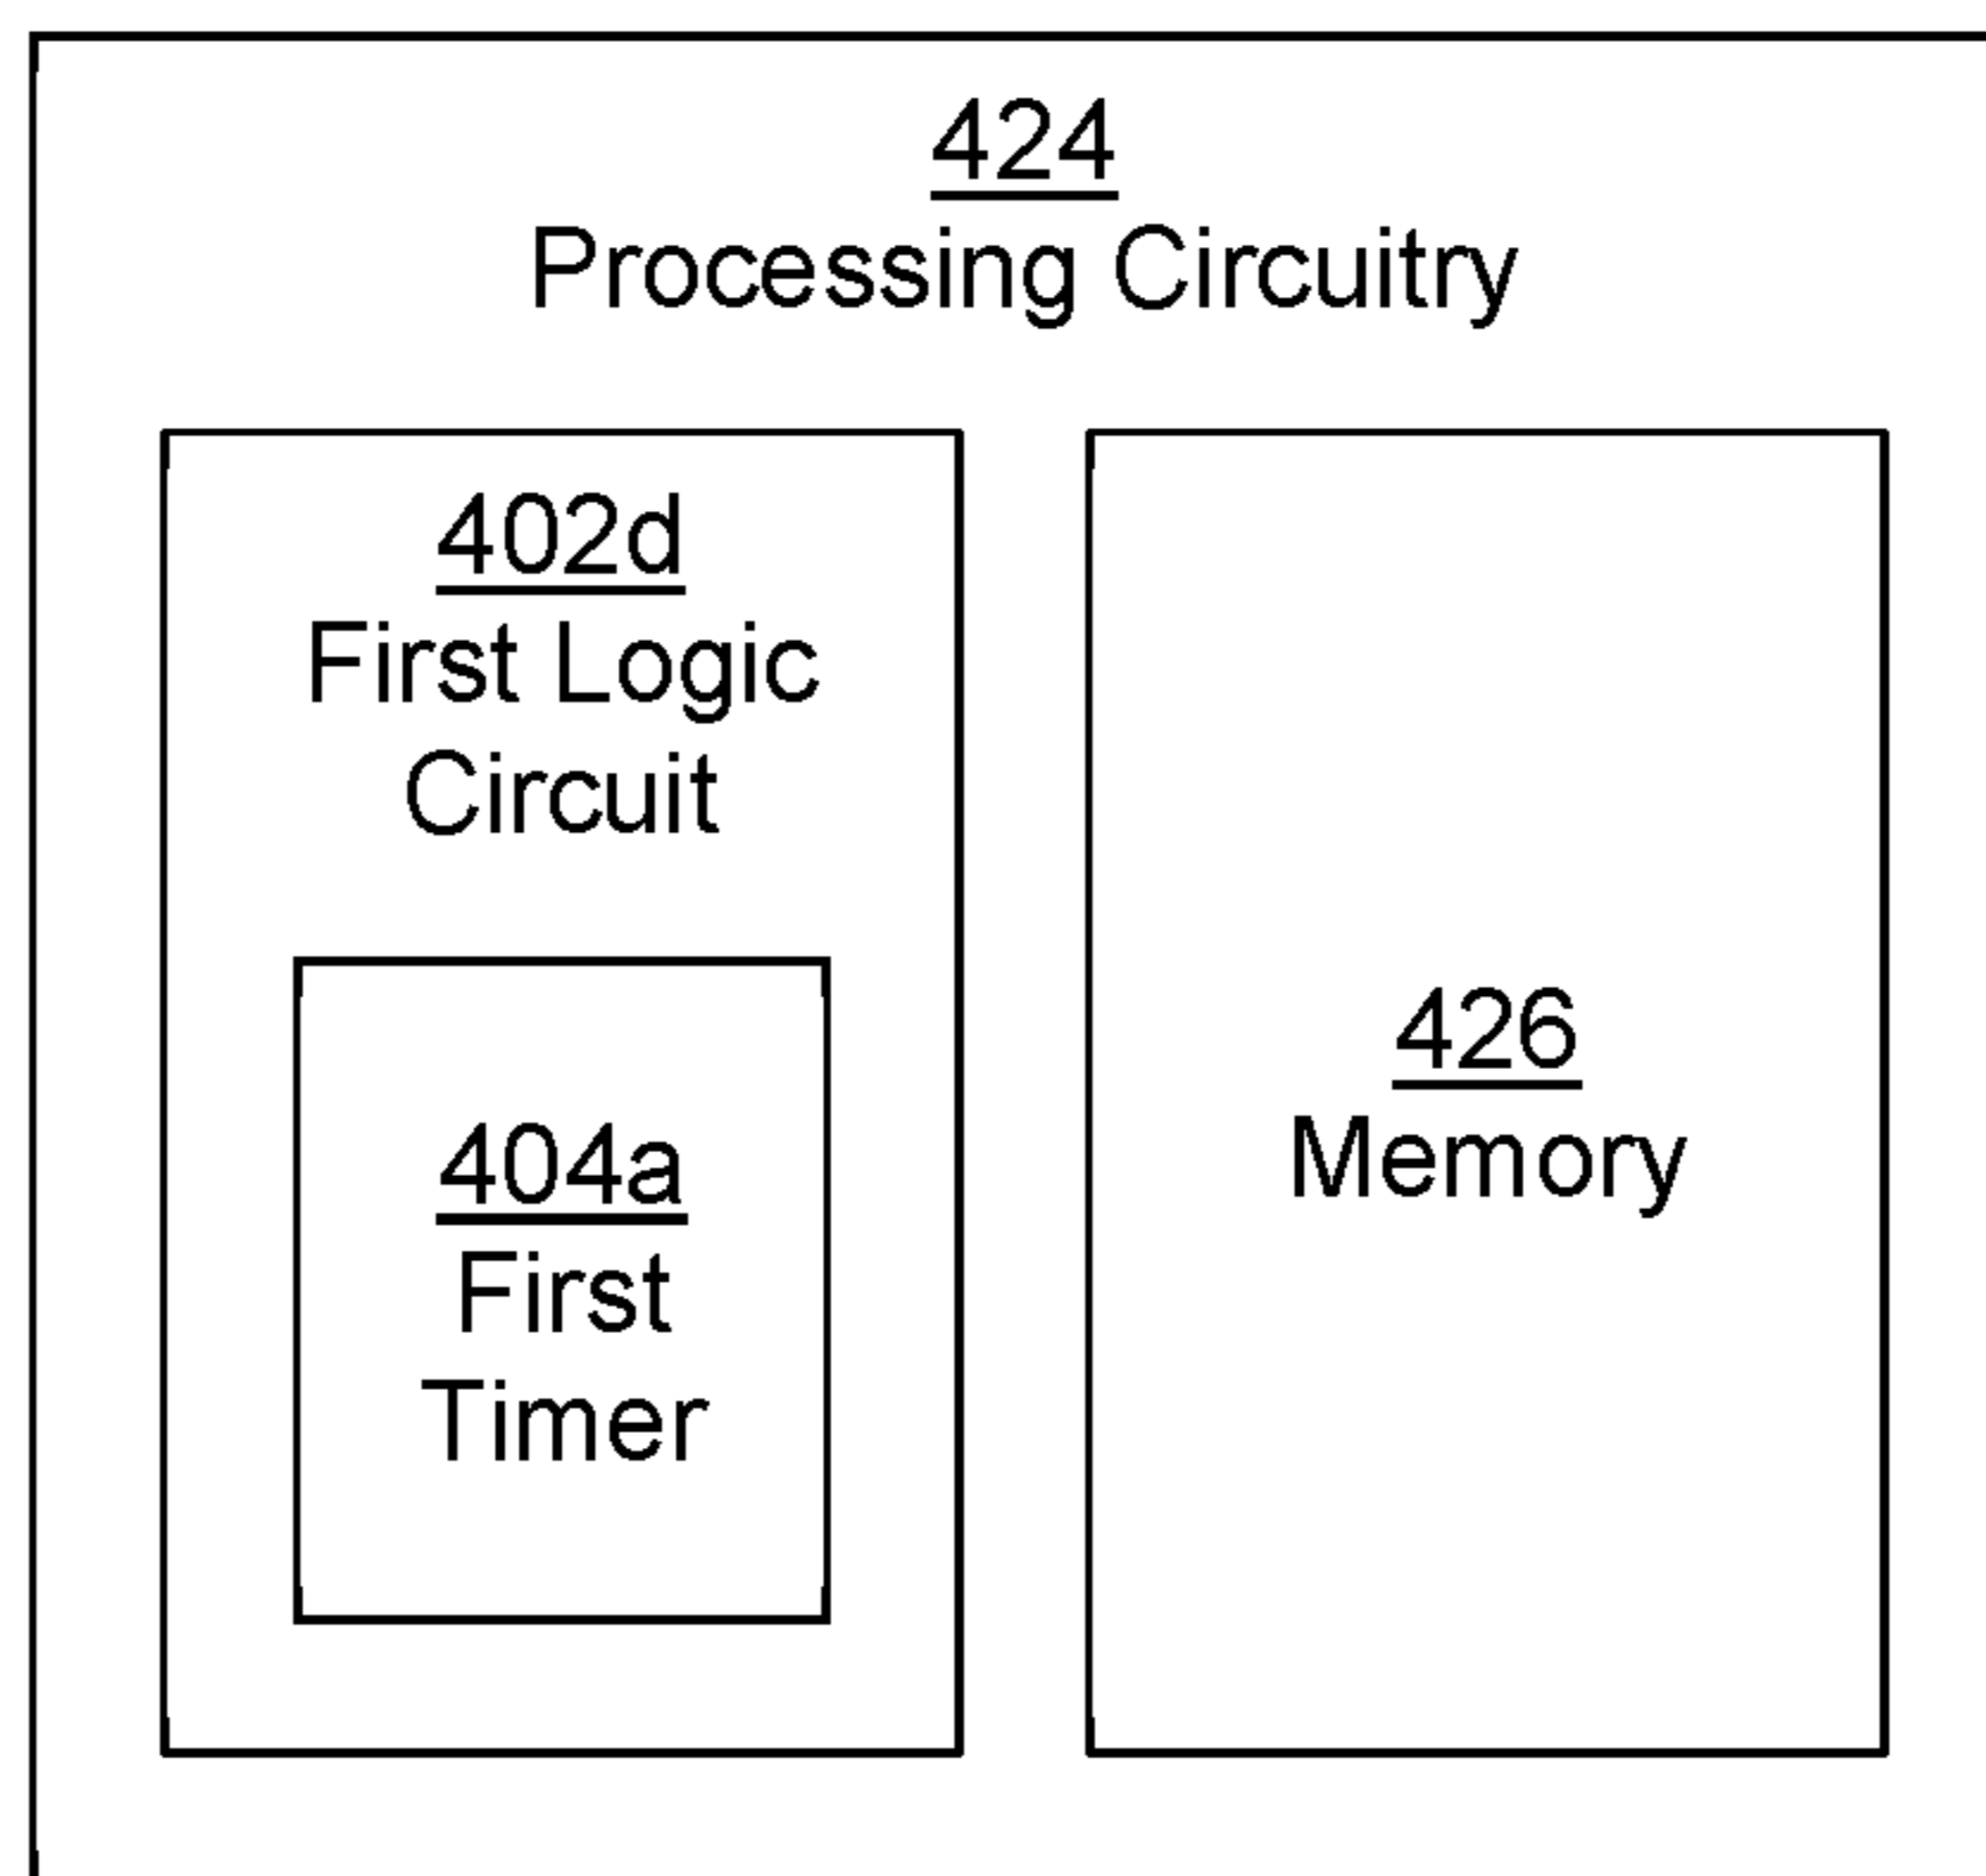 424
Processing Circuitry
402d
First Logic
Circuit
404a
First
Timer
426
Memory